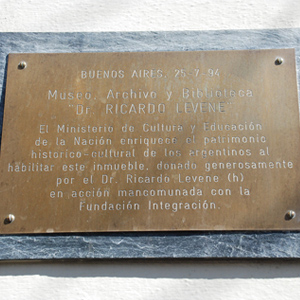 BUENOS AIRES, 25-7-94
Museo, Archivo y Biblioteca
"Dr. RICARDO LEVENE"
El Ministerio de Cultura y Educación
de la Nación enriquece el patrimonio
histórico-cultural de los argentinos al
habilitar este inmueble, donado generosamente
por el Dr. Ricardo Levene (h)
en acción mancomunada con la
Fundación Integración.